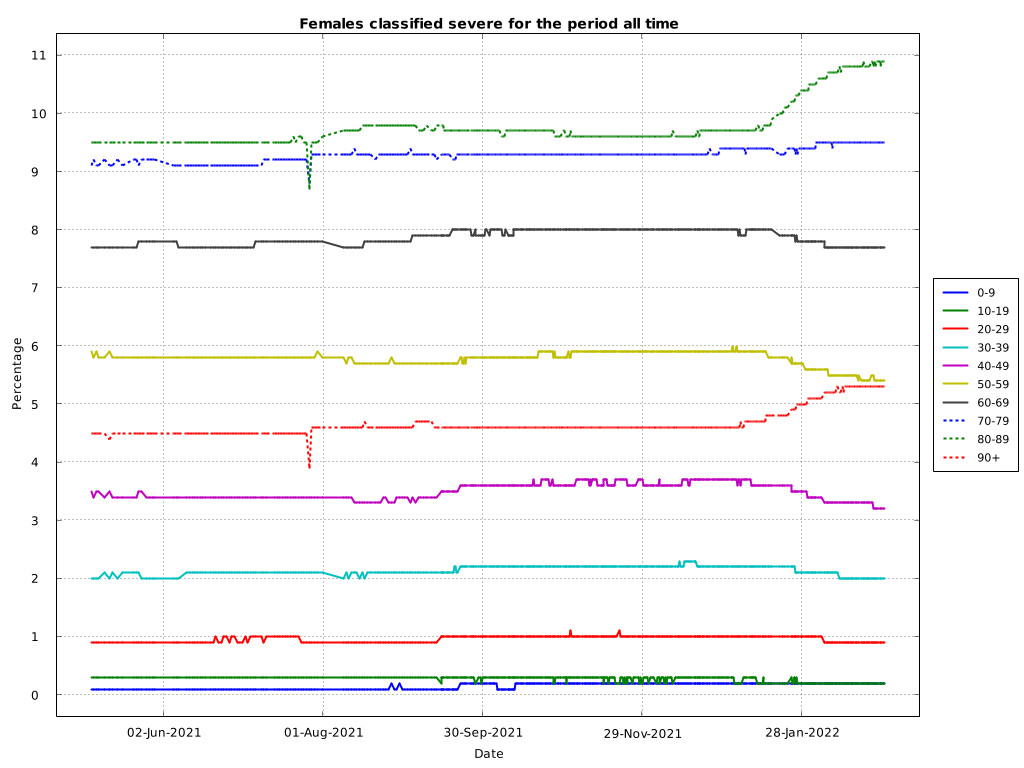 Females classified severe for the period all time
11
10
9
8
7
6
5
4
3
2
1
0
Percentage
02-Jun-2021
01-Aug-2021
30-Sep-2021
29-Nov-2021
28-Jan-2022
Date
0-9
10-19
20-29
30-39
40-49
50-59
60-69
70-79
80-89
90+